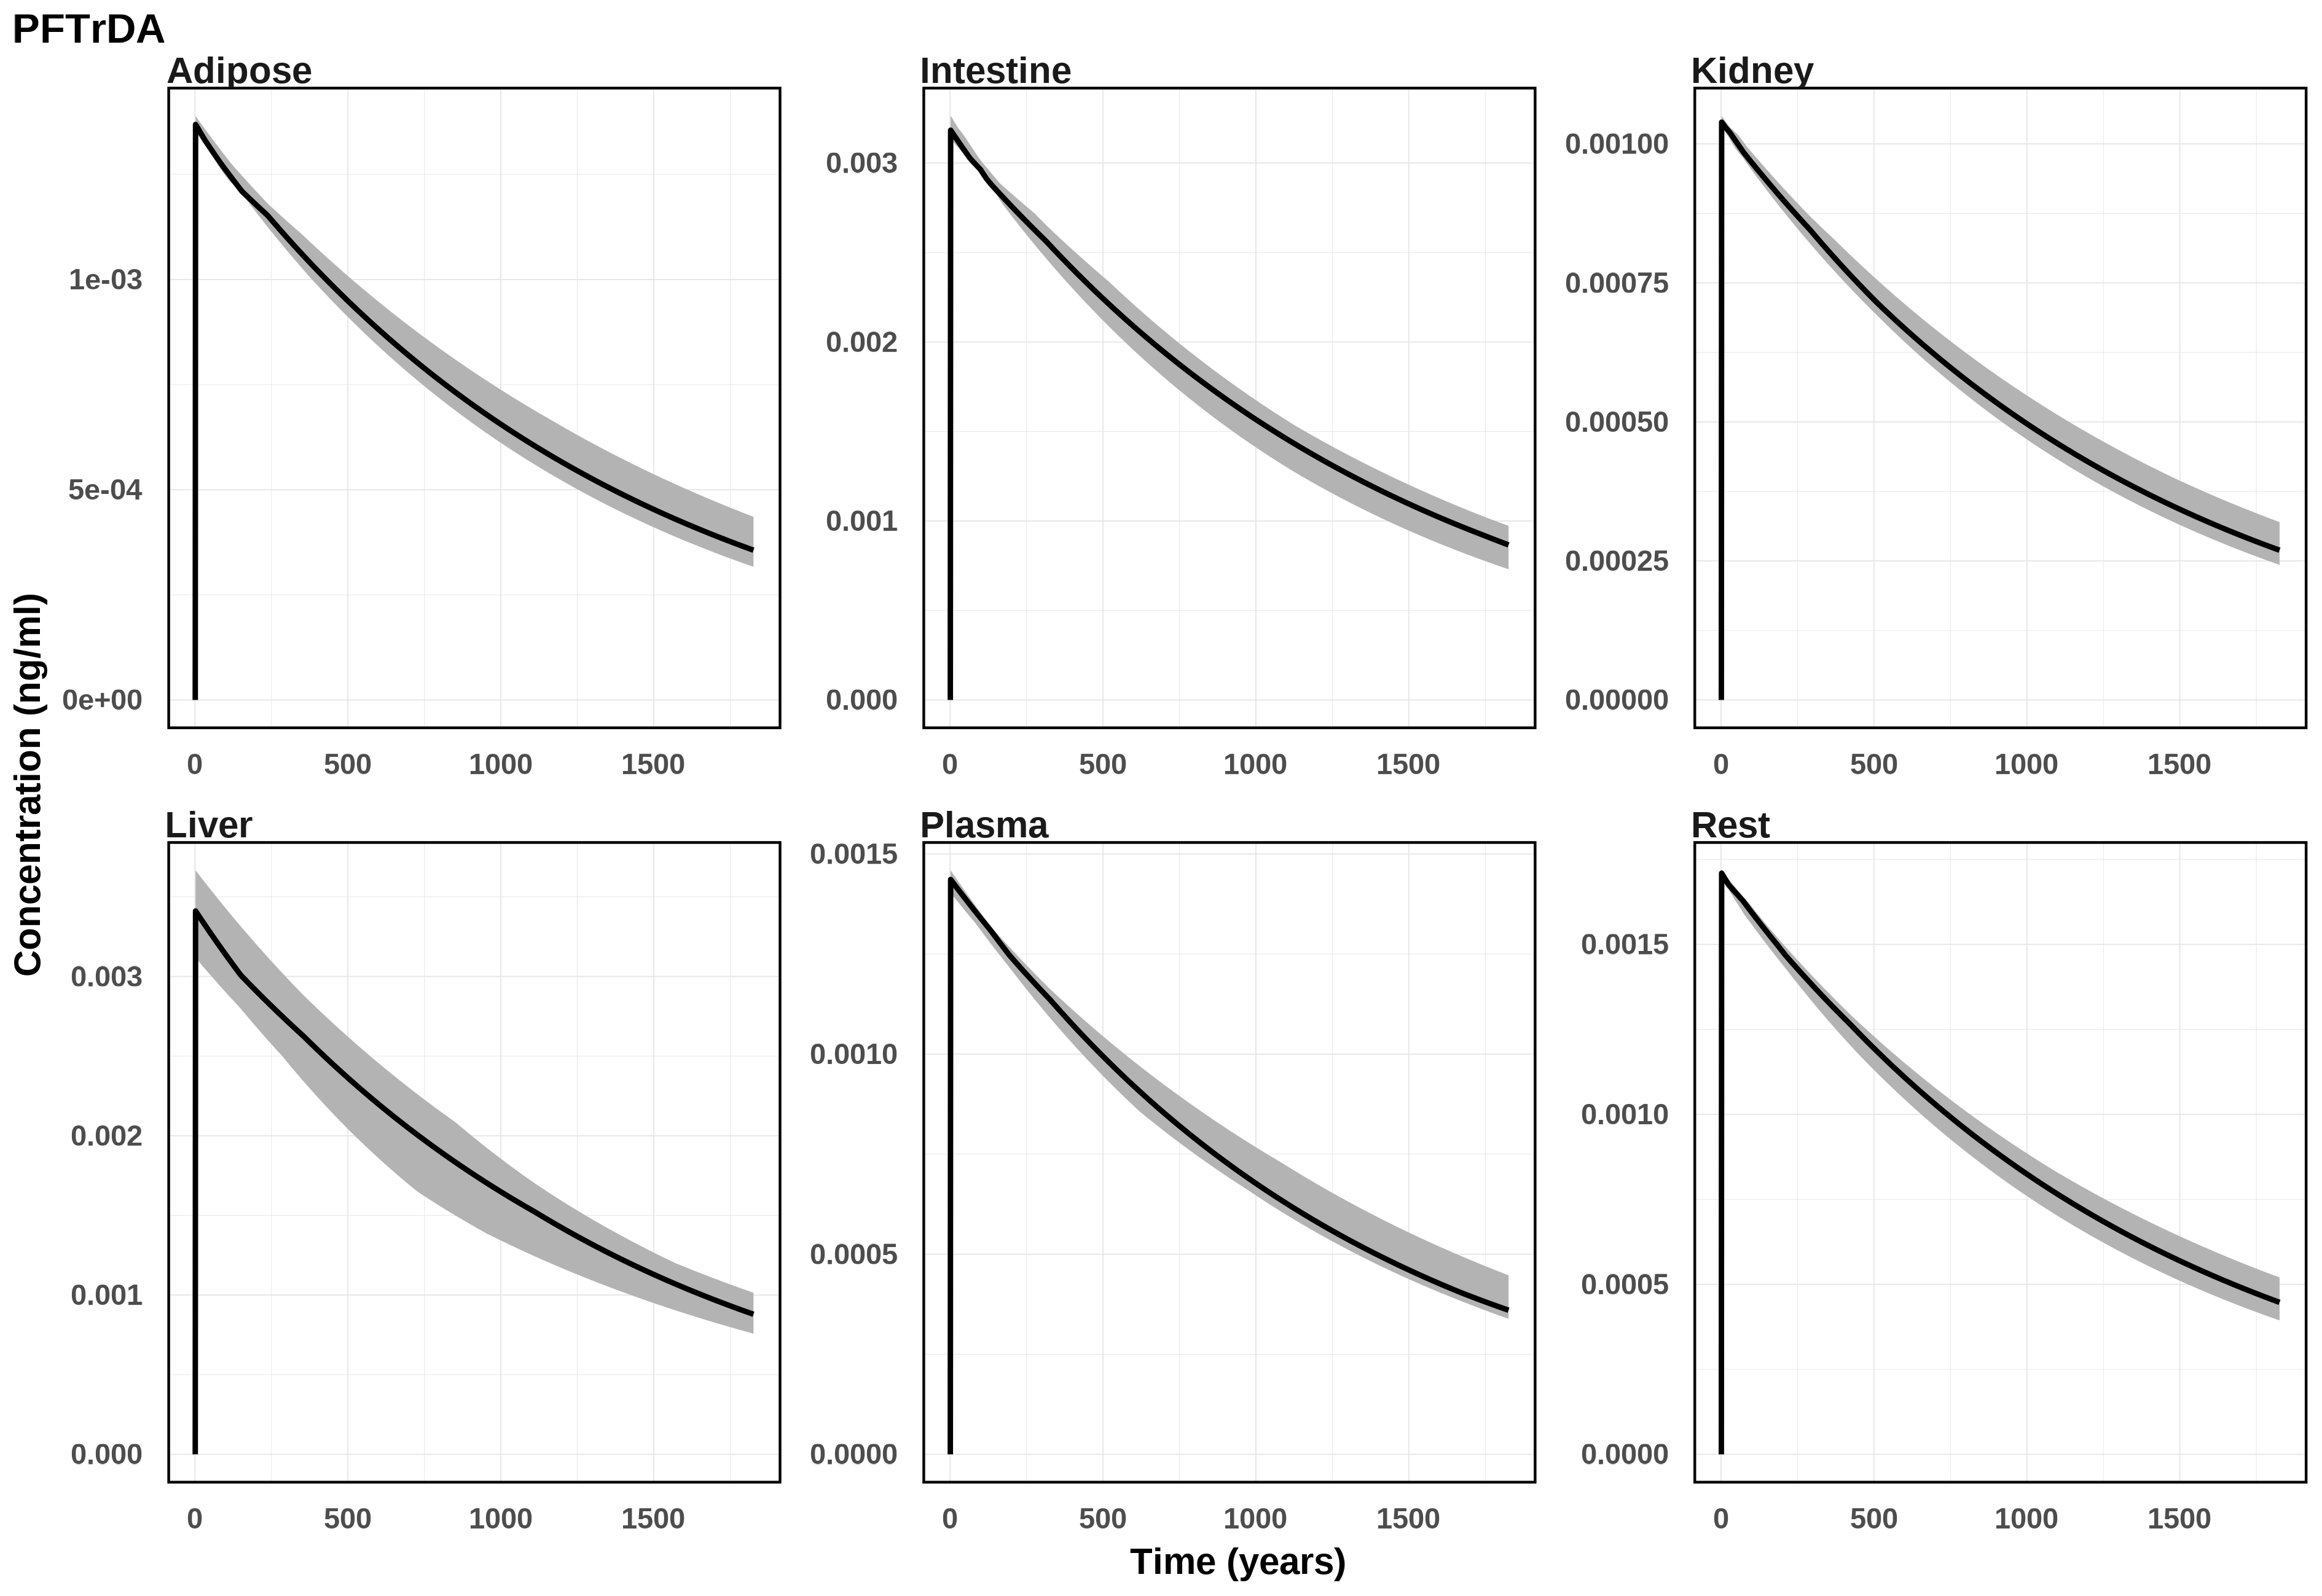 PFTrDA
Adipose Intestine Kidney
Concentration (ng/ml)
1e-03
5e-04
0e+00
0.003
0.002
0.001
0.000
0.00100
0.00075
0.00050
0.00025
0.00000
0 500 1000 1500
0 500 1000 1500
0 500 1000 1500
Liver Plasma Rest
0.003
0.002
0.001
0.000
0.0015
0.0010
0.0005
0.0000
0.0015
0.0010
0.0005
0.0000
0 500 1000 1500
0 500 1000 1500
0 500 1000 1500
Time (years)